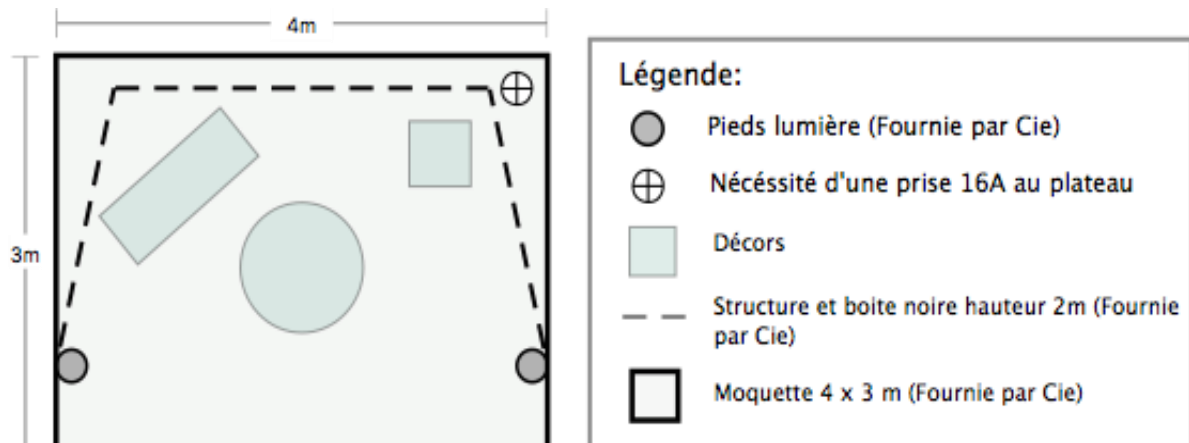 4m
3m
Légende:
Pieds lumière (Fournie par Cie)
Nécéssité d'une prise 16A au plateau
Décors
Structure et boite noire hauteur 2m (Fournie
par Cie)
Moquette 4 x 3 m (Fournie par Cie)